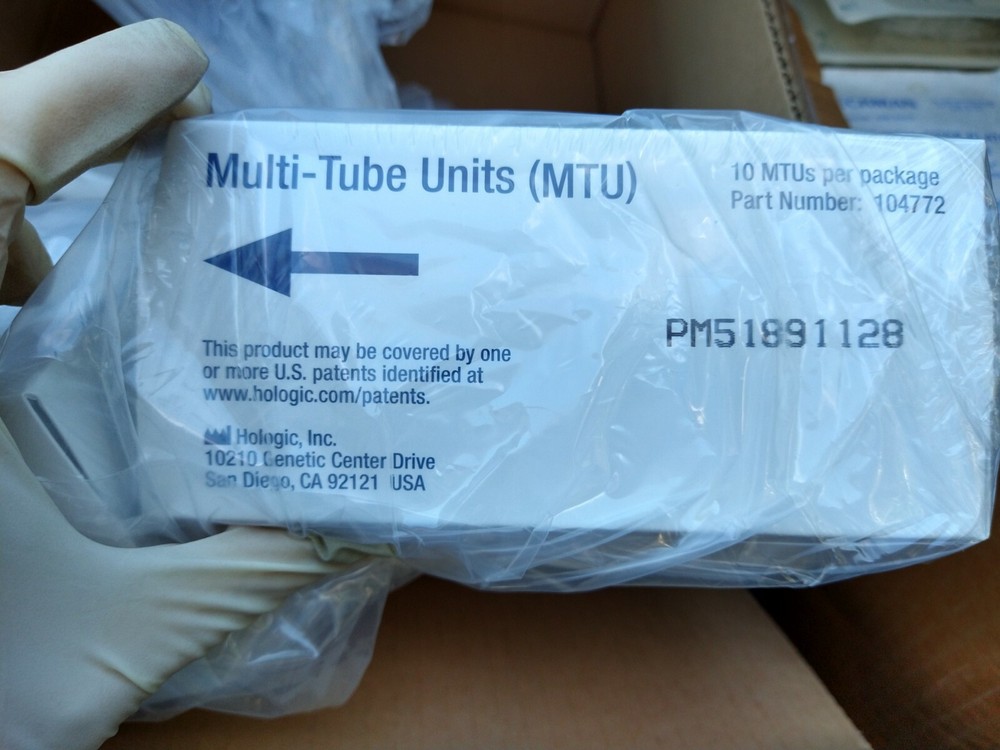 Multi-Tube Units (MTU)
10 MTUs per package
Part Number: 104772
PM51891128
This product may be covered by one
or more U.S. patents identified at
www.hologic.com/patents.
Hologic, Inc.
10210 Genetic Center Drive
San Diego, CA 92121 USA